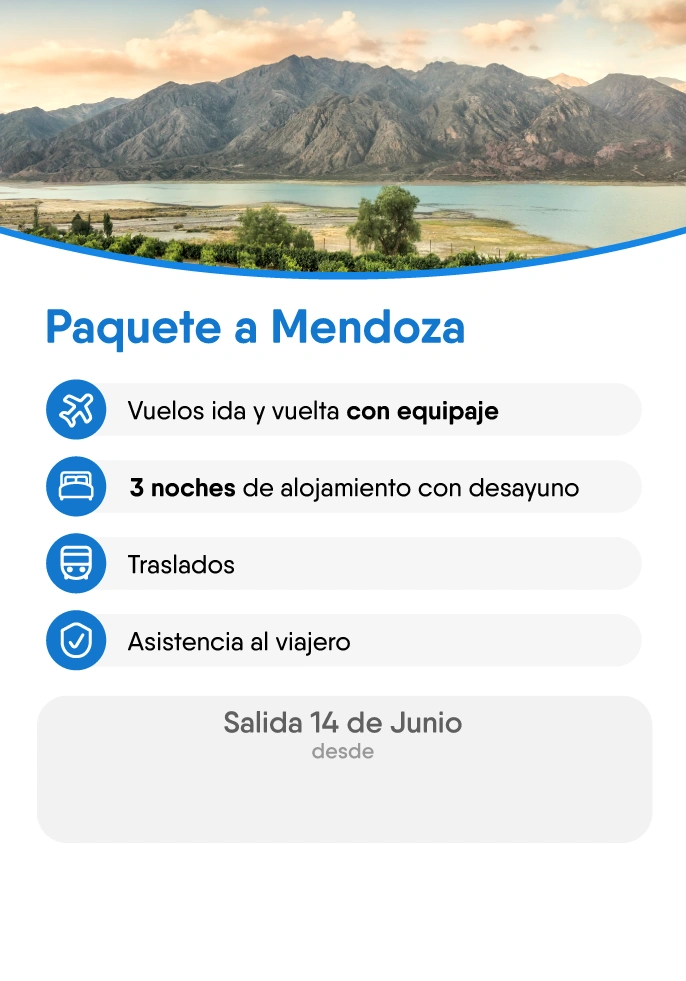 Paquete a Mendoza
Vuelos ida y vuelta con equipaje
3 noches de alojamiento con desayuno
Traslados
Asistencia al viajero
Salida 14 de Junio
desde